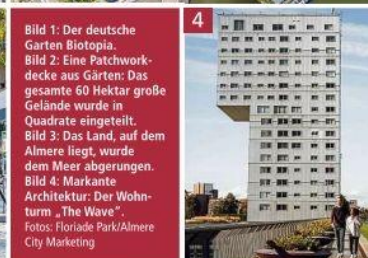 Bild 1: Der deutsche
Garten Biotopia.
Bild 2: Eine Patchwork-
decke aus Gärten: Das
gesamte 60 Hektar große
Gelände wurde in
Quadrate eingeteilt.
Bild 3: Das Land, auf dem
Almere liegt, wurde
dem Meer abgerungen.
Bild 4: Markante
Architektur: Der Wohn-
turm „The Wave“.
Fotos: Floriade Park/Almere
City Marketing
4